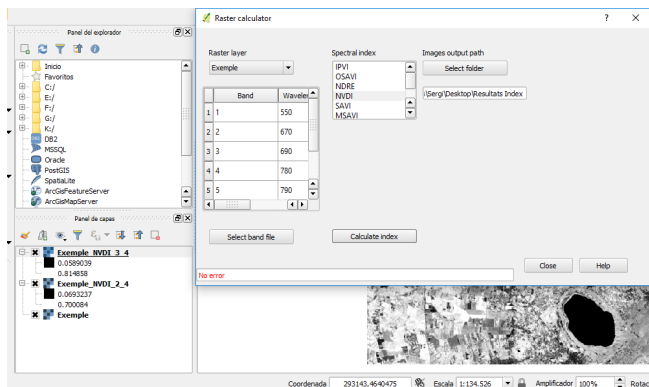 Raster calculator
?
Panel del explorador
Inicio
Favoritos
C:/
E:/
F:/
G:/
K:/
DB2
MSSQL
Oracle
PostGIS
SpatiaLite
ArcGisFeatureServer
ArcGisMapServer
Panel de capas
Exemple_NVDI_3_4
0.0589039
0.814858
Exemple_NVDI_2_4
0.0693237
0.700084
Exemple
Raster layer
Exemple
Band
1 1 550
2 2 670
3 3 690
4 4 780
5 5 790
Select band file
Spectral index
IPVI
OSAVI
NDRE
NVDI
SAVI
MSAVI
Calculate index
Images output path
Select folder
\Sergi\Desktop\Resultats Index
Close
Help
No error
Coordenada 293143,4640475 Escala 1:134.526 Amplificador 100%